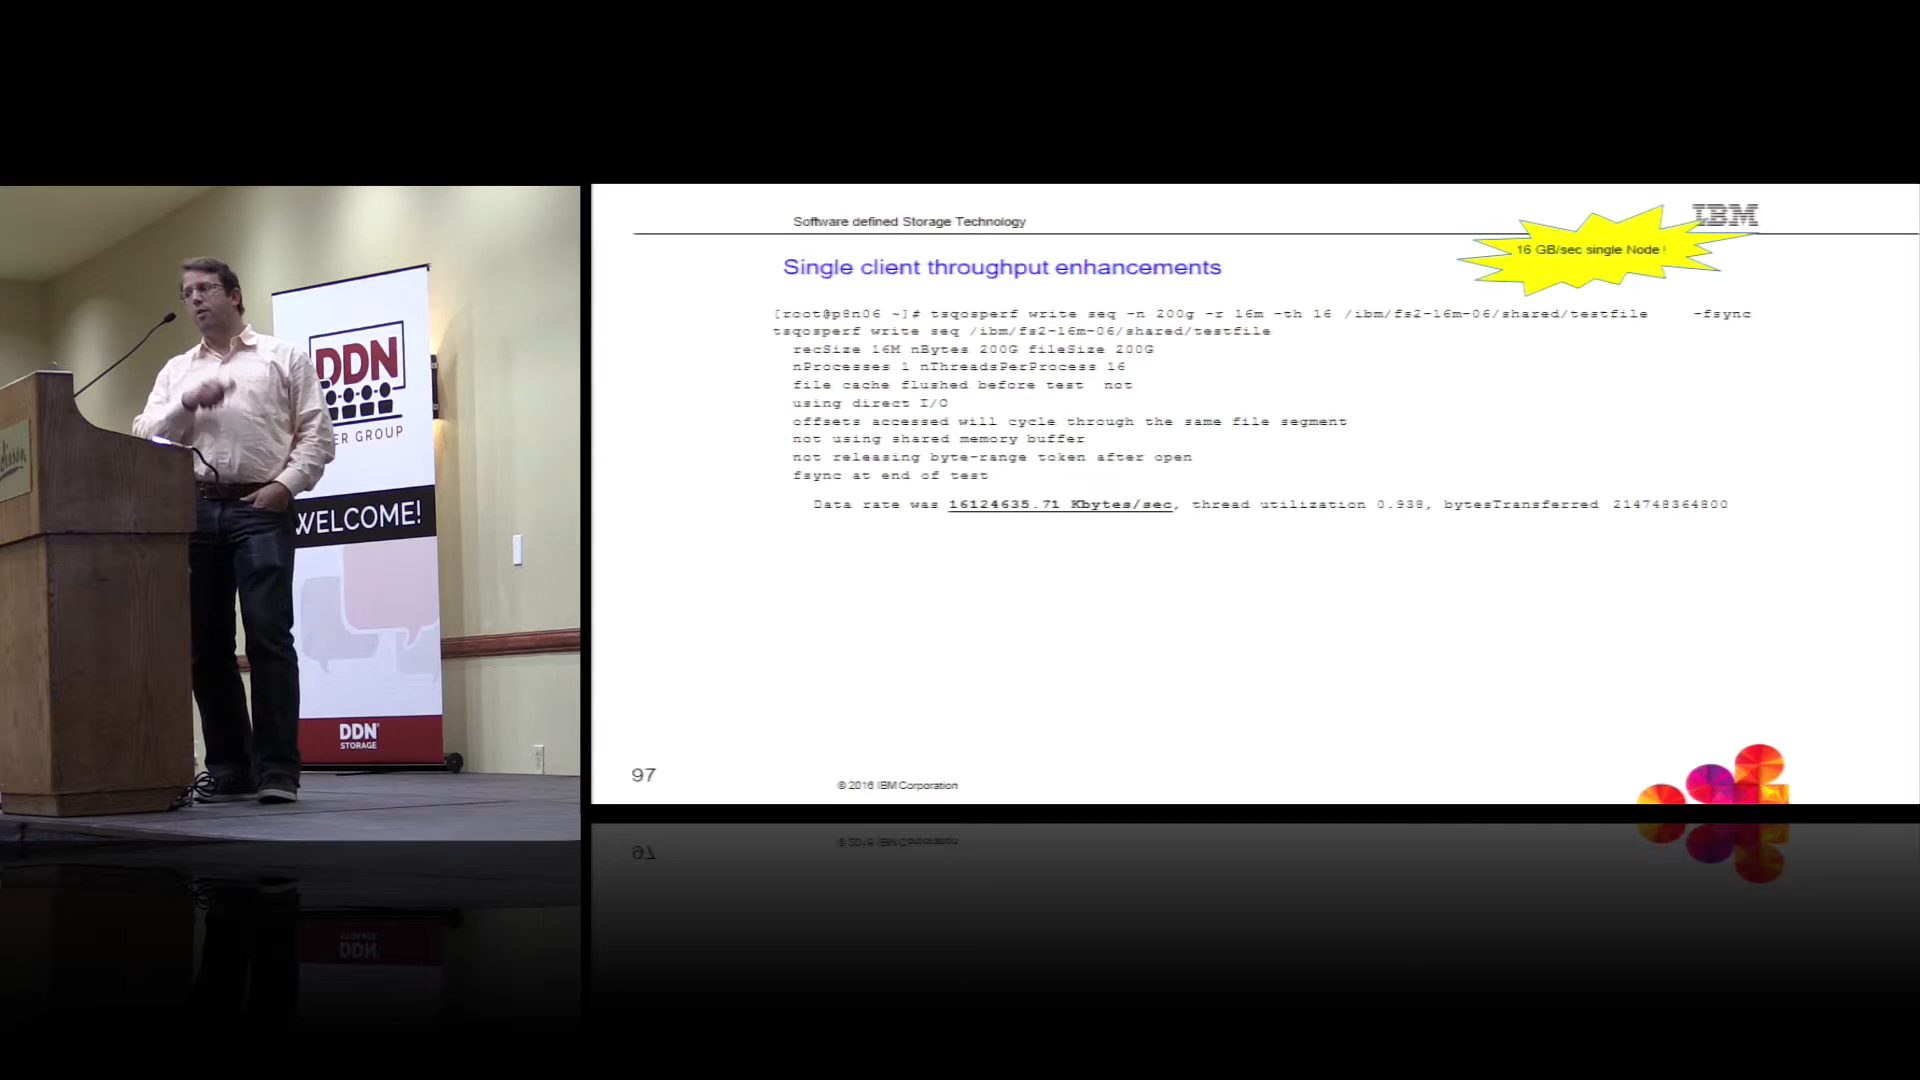 DDN
ER GROUP
WELCOME!
DDN
STORAGE
Software defined Storage Technology
IBM
16 GB/sec single Node !
Single client throughput enhancements
[root@p8n06 ~]# tsqosperf write seq -n 200g -r 16m -th 16 /ibm/fs2-16m-06/shared/testfile -fsync
tsqosperf write seq /ibm/fs2-16m-06/shared/testfile
recSize 16M nBytes 200G fileSize 200G
nProcesses 1 nThreadsPerProcess 16
file cache flushed before test not
using direct I/O
offsets accessed will cycle through the same file segment
not using shared memory buffer
not releasing byte-range token after open
fsync at end of test
Data rate was 16124635.71 Kbytes/sec, thread utilization 0.938, bytesTransferred 214748364800
97
© 2016 IBM Corporation